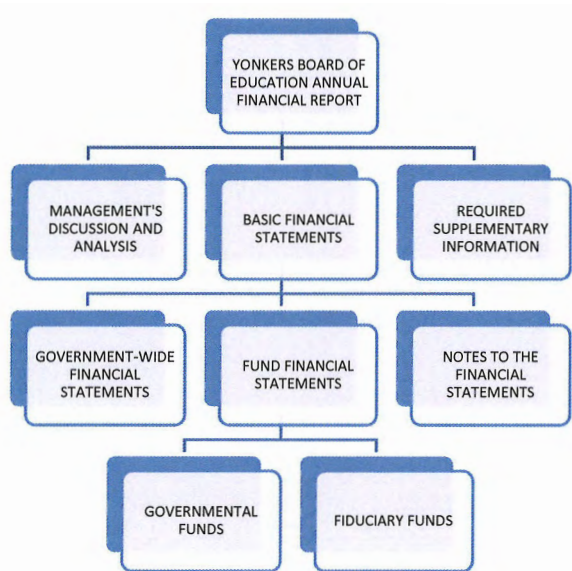 YONKERS BOARD OF
EDUCATION ANNUAL
FINANCIAL REPORT
MANAGEMENT'S
DISCUSSION AND
ANALYSIS
BASIC FINANCIAL
STATEMENTS
REQUIRED
SUPPLEMENTARY
INFORMATION
GOVERNMENT-WIDE
FINANCIAL
STATEMENTS
FUND FINANCIAL
STATEMENTS
NOTES TO THE
FINANCIAL
STATEMENTS
GOVERNMENTAL
FUNDS
FIDUCIARY FUNDS